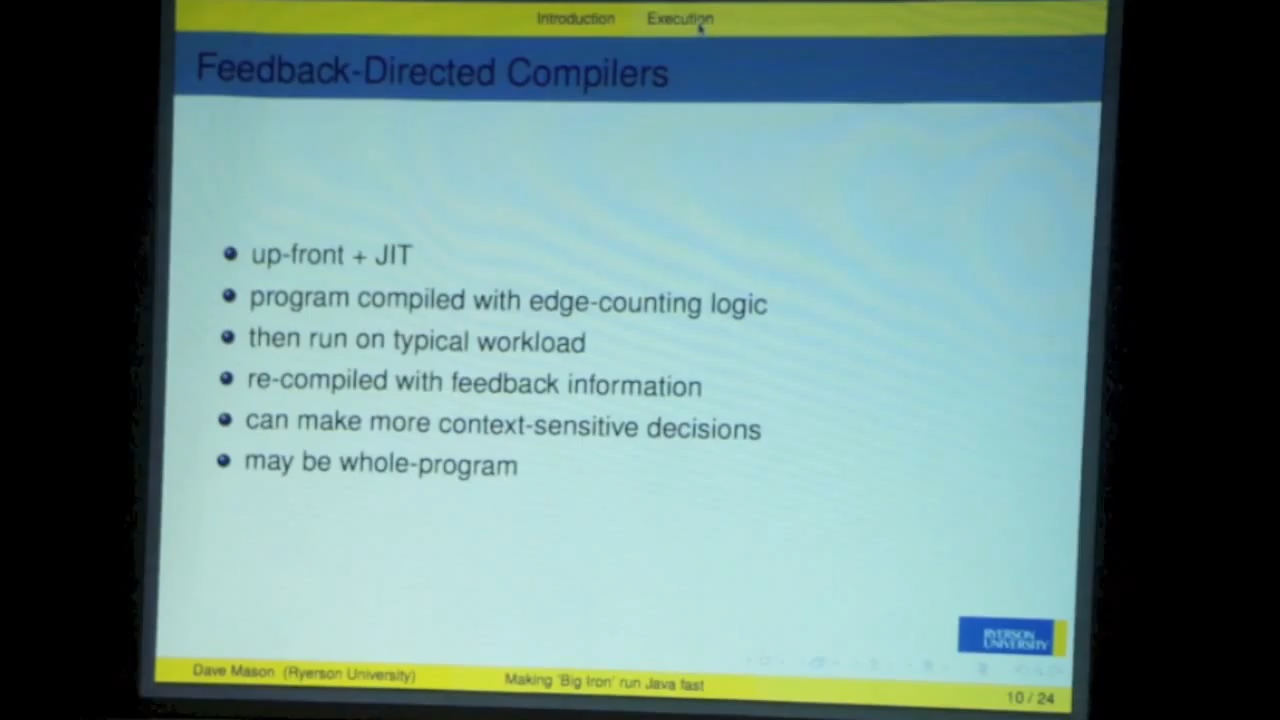 Introduction Execution
Feedback-Directed Compilers
up-front + JIT
program compiled with edge-counting logic
then run on typical workload
re-compiled with feedback information
can make more context-sensitive decisions
may be whole-program
RYERSON
UNIVERSITY
Dave Mason (Ryerson University) Making 'Big Iron' run Java fast 10 / 24